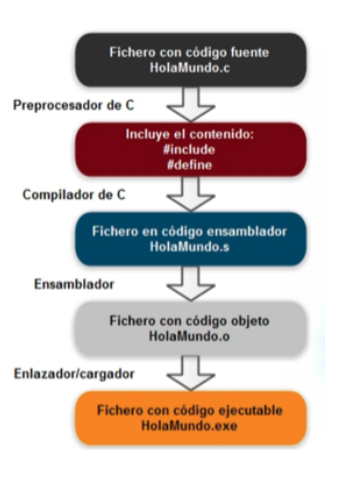 Fichero con código fuente
HolaMundo.c
Preprocesador de C
Incluye el contenido:
#include
#define
Compilador de C
Fichero en código ensamblador
HolaMundo.s
Ensamblador
Fichero con código objeto
HolaMundo.o
Enlazador/cargador
Fichero con código ejecutable
HolaMundo.exe